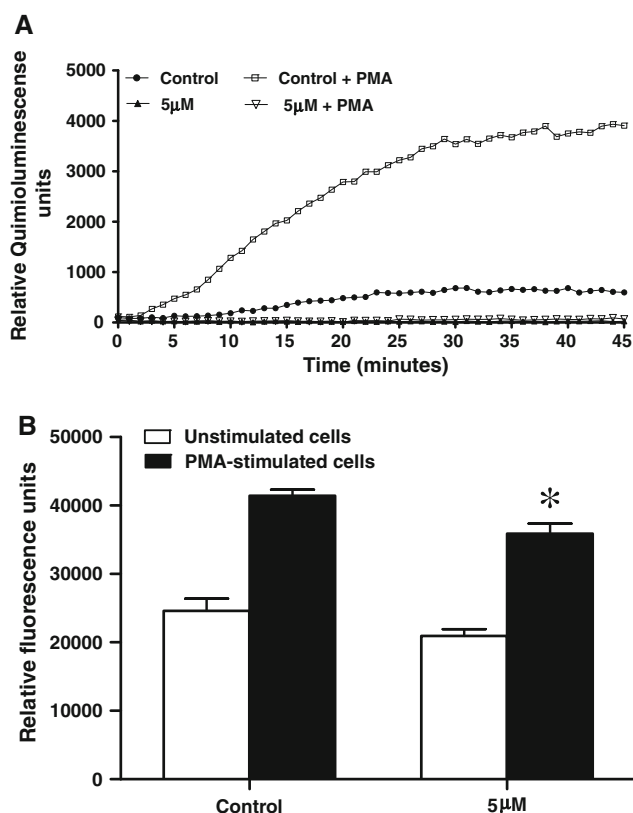 A
Control
Control + PMA
5µM
5µM + PMA
Relative Quimioluminescense
units
5000
4000
3000
2000
1000
0
0 5 10 15 20 25 30 35 40 45
Time (minutes)
B
Unstimulated cells
PMA-stimulated cells
Relative fluorescence units
50000
40000
30000
20000
10000
0
*
Control 5µM